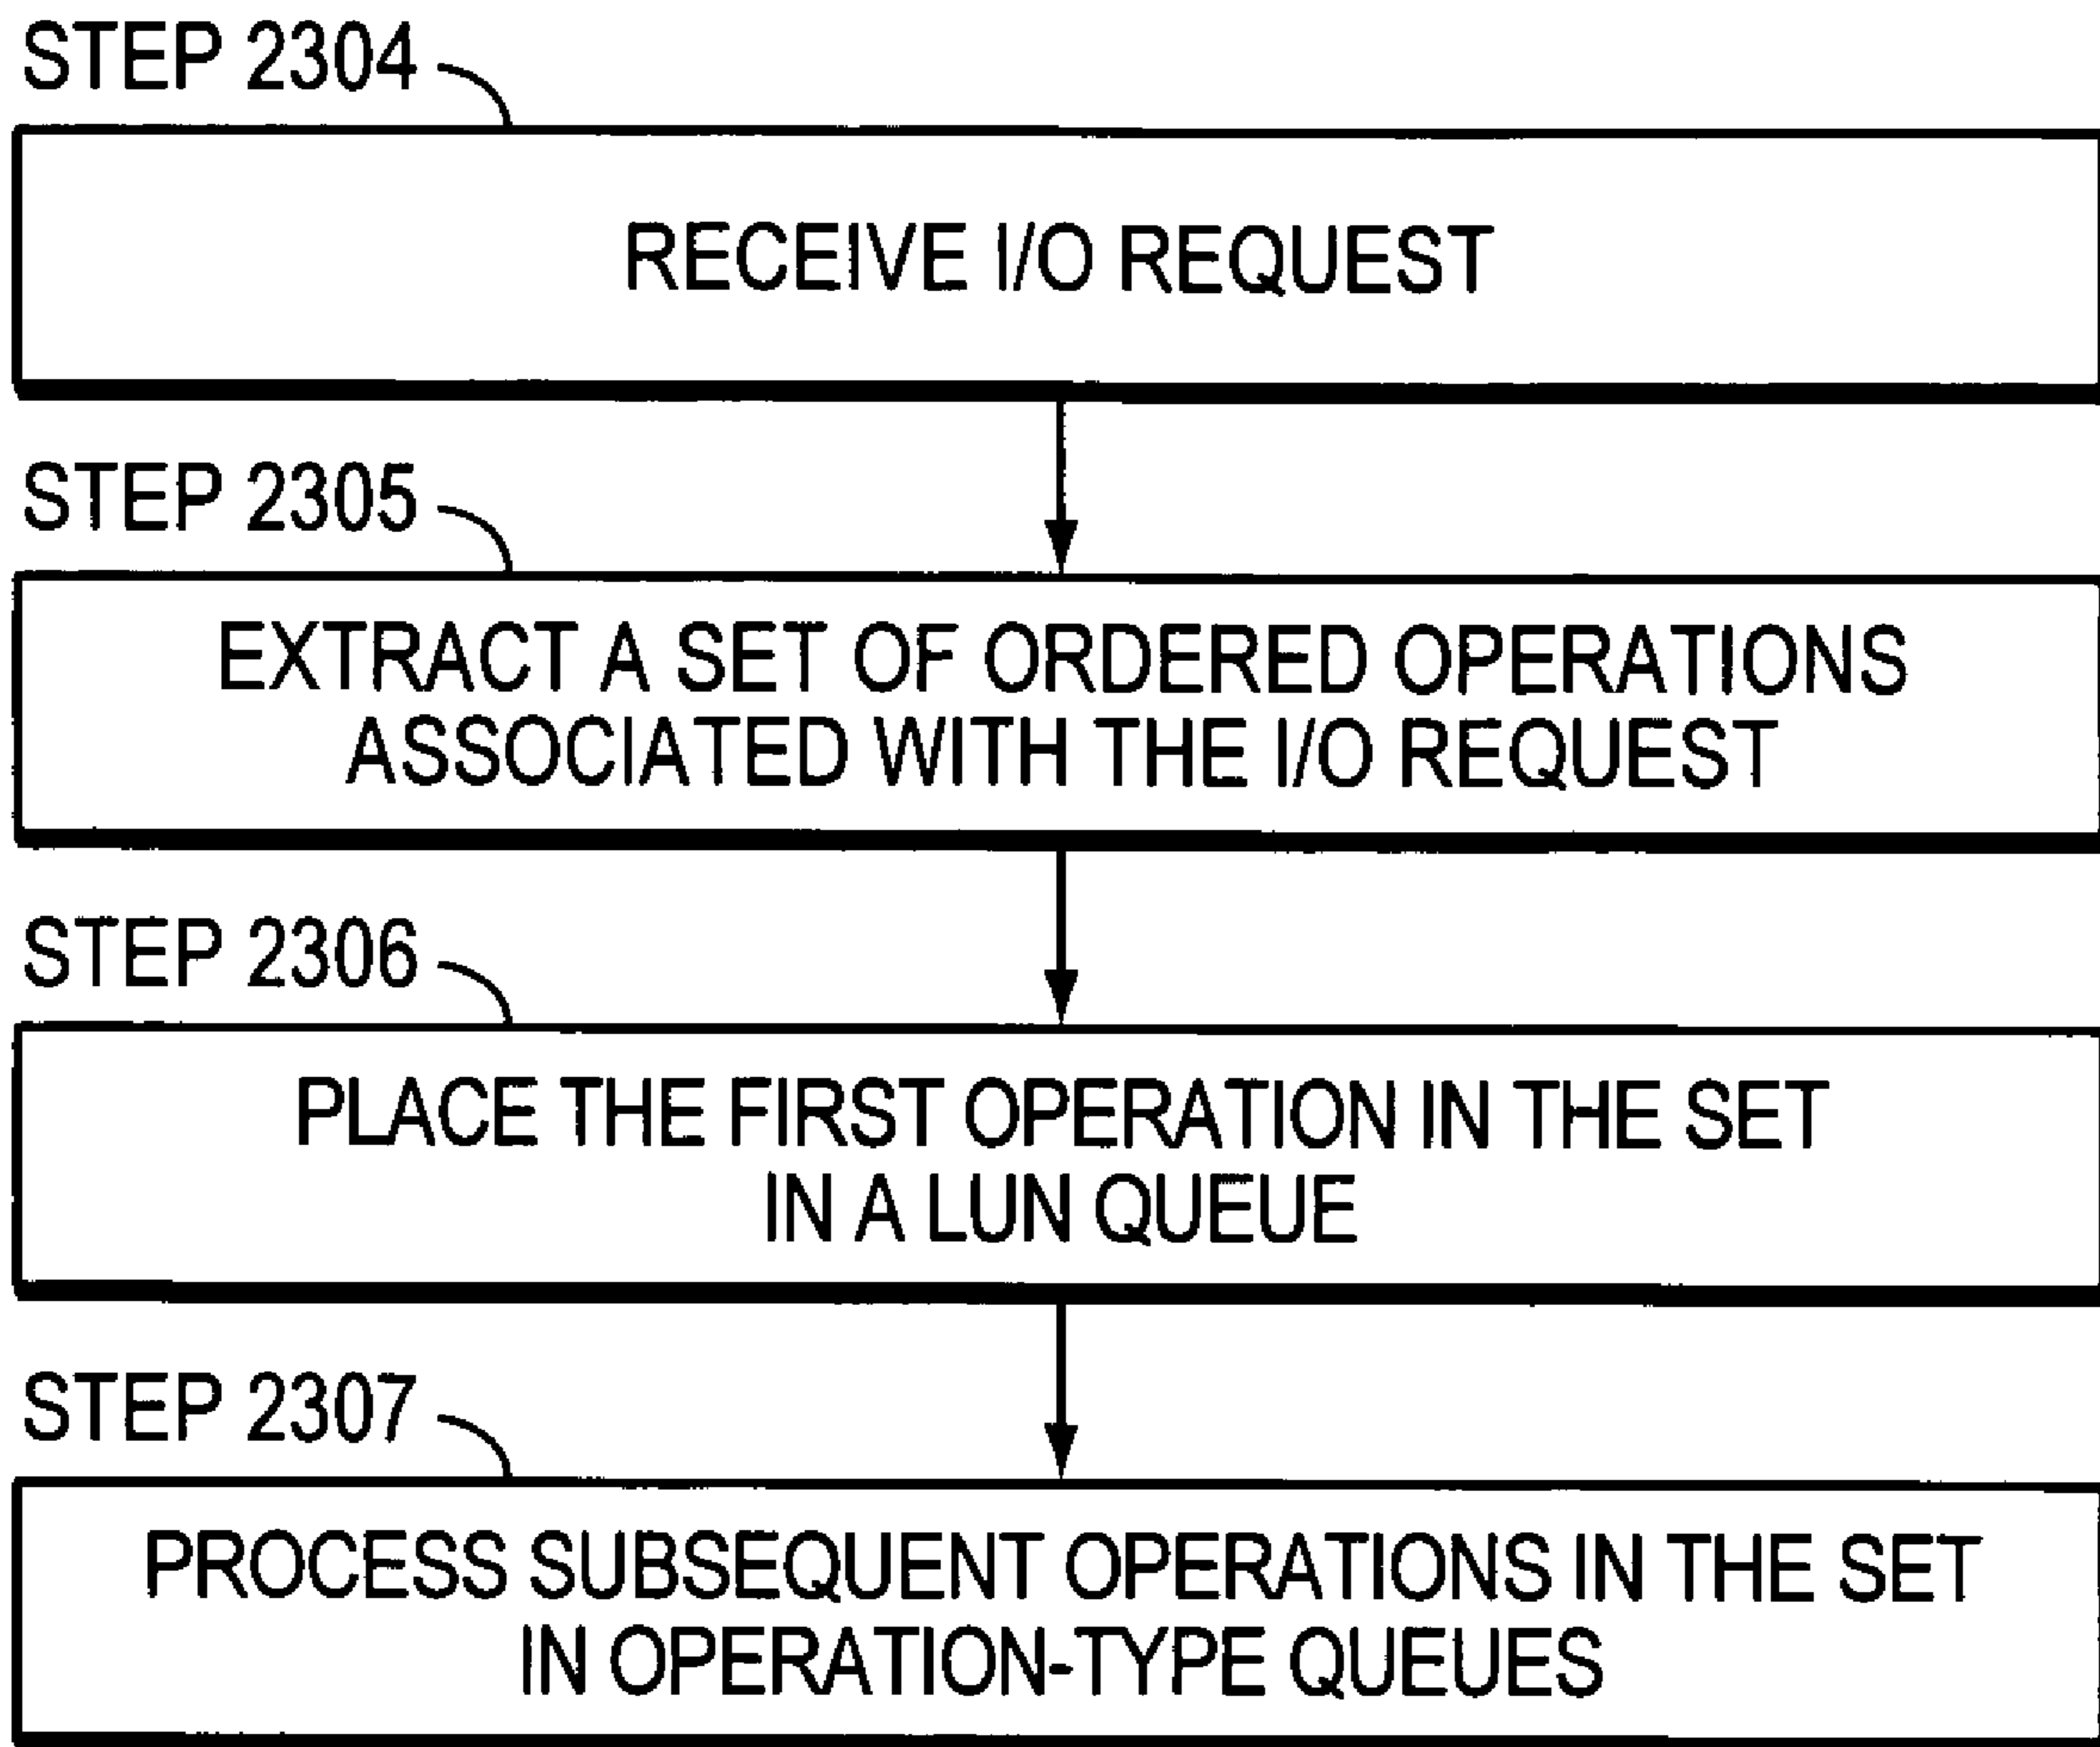 STEP 2304
RECEIVE I/O REQUEST
STEP 2305
EXTRACT A SET OF ORDERED OPERATIONS
ASSOCIATED WITH THE I/O REQUEST
STEP 2306
PLACE THE FIRST OPERATION IN THE SET
IN A LUN QUEUE
STEP 2307
PROCESS SUBSEQUENT OPERATIONS IN THE SET
IN OPERATION-TYPE QUEUES